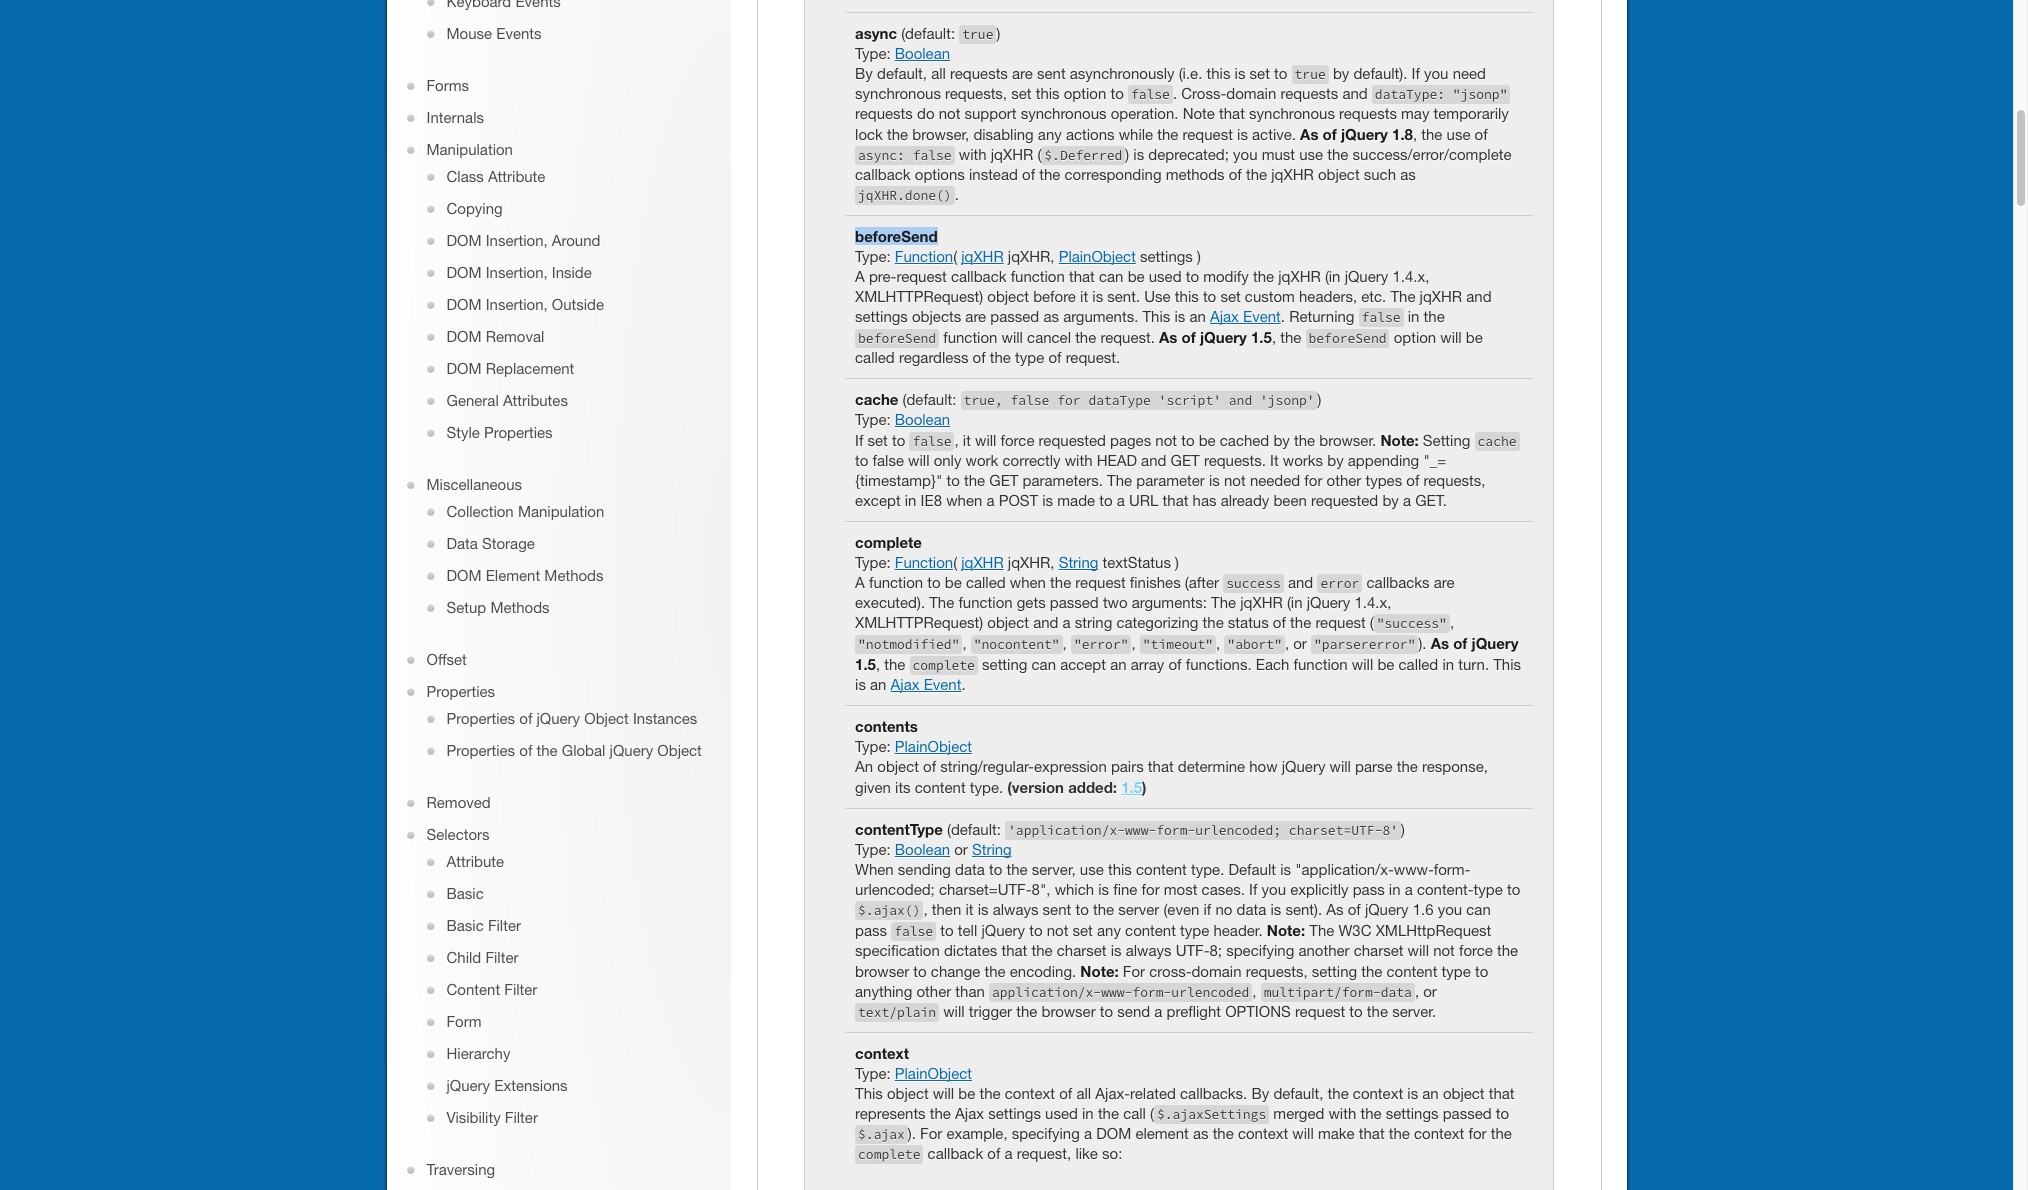 Keyboard Events
Mouse Events
Forms
Internals
Manipulation
Class Attribute
Copying
DOM Insertion, Around
DOM Insertion, Inside
DOM Insertion, Outside
DOM Removal
DOM Replacement
General Attributes
Style Properties
Miscellaneous
Collection Manipulation
Data Storage
DOM Element Methods
Setup Methods
Offset
Properties
Properties of jQuery Object Instances
Properties of the Global jQuery Object
Removed
Selectors
Attribute
Basic
Basic Filter
Child Filter
Content Filter
Form
Hierarchy
jQuery Extensions
Visibility Filter
Traversing
async (default: true)
Type: Boolean
By default, all requests are sent asynchronously (i.e. this is set to true by default). If you need
synchronous requests, set this option to false. Cross-domain requests and dataType: "jsonp"
requests do not support synchronous operation. Note that synchronous requests may temporarily
lock the browser, disabling any actions while the request is active. As of jQuery 1.8, the use of
async: false with jqXHR ($.Deferred) is deprecated; you must use the success/error/complete
callback options instead of the corresponding methods of the jqXHR object such as
jqXHR.done().
beforeSend
Type: Function( jqXHR jqXHR, PlainObject settings )
A pre-request callback function that can be used to modify the jqXHR (in jQuery 1.4.x,
XMLHTTPRequest) object before it is sent. Use this to set custom headers, etc. The jqXHR and
settings objects are passed as arguments. This is an Ajax Event. Returning false in the
beforeSend function will cancel the request. As of jQuery 1.5, the beforeSend option will be
called regardless of the type of request.
cache (default: true, false for dataType 'script' and 'jsonp')
Type: Boolean
If set to false, it will force requested pages not to be cached by the browser. Note: Setting cache
to false will only work correctly with HEAD and GET requests. It works by appending "_=
{timestamp}" to the GET parameters. The parameter is not needed for other types of requests,
except in IE8 when a POST is made to a URL that has already been requested by a GET.
complete
Type: Function( jqXHR jqXHR, String textStatus )
A function to be called when the request finishes (after success and error callbacks are
executed). The function gets passed two arguments: The jqXHR (in jQuery 1.4.x,
XMLHTTPRequest) object and a string categorizing the status of the request ("success",
"notmodified", "nocontent", "error", "timeout", "abort", or "parsererror"). As of jQuery
1.5, the complete setting can accept an array of functions. Each function will be called in turn. This
is an Ajax Event.
contents
Type: PlainObject
An object of string/regular-expression pairs that determine how jQuery will parse the response,
given its content type. (version added: 1.5)
contentType (default: 'application/x-www-form-urlencoded; charset=UTF-8')
Type: Boolean or String
When sending data to the server, use this content type. Default is "application/x-www-form-
urlencoded; charset=UTF-8", which is fine for most cases. If you explicitly pass in a content-type to
$.ajax(), then it is always sent to the server (even if no data is sent). As of jQuery 1.6 you can
pass false to tell jQuery to not set any content type header. Note: The W3C XMLHttpRequest
specification dictates that the charset is always UTF-8; specifying another charset will not force the
browser to change the encoding. Note: For cross-domain requests, setting the content type to
anything other than application/x-www-form-urlencoded, multipart/form-data, or
text/plain will trigger the browser to send a preflight OPTIONS request to the server.
context
Type: PlainObject
This object will be the context of all Ajax-related callbacks. By default, the context is an object that
represents the Ajax settings used in the call ($.ajaxSettings merged with the settings passed to
$.ajax). For example, specifying a DOM element as the context will make that the context for the
complete callback of a request, like so: